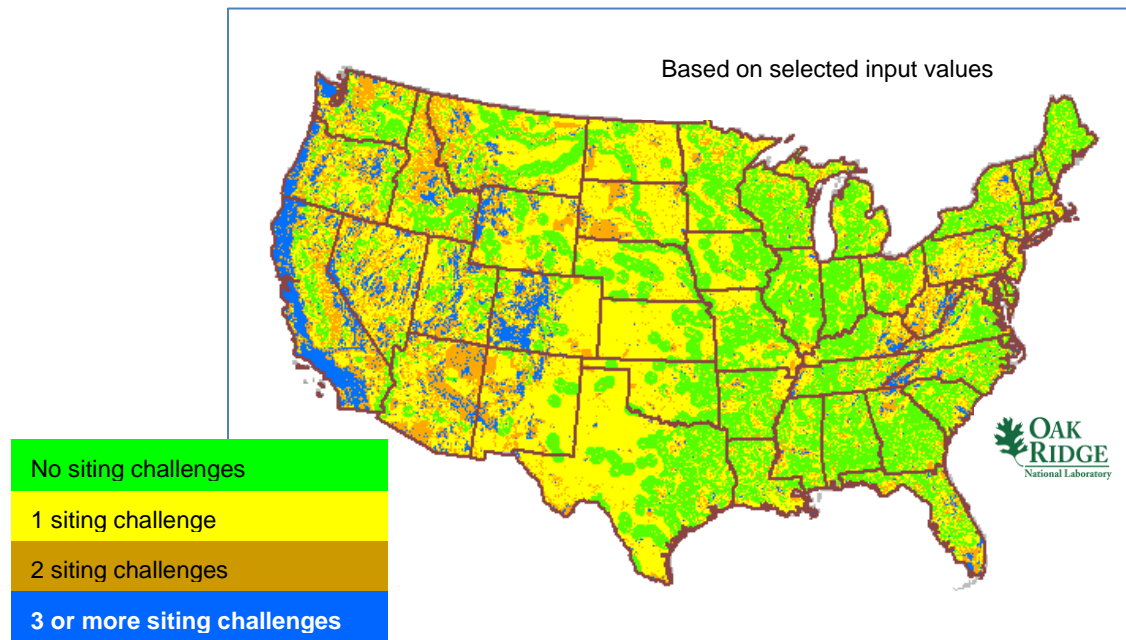 Based on selected input values
OAK
RIDGE
National Laboratory
No siting challenges
1 siting challenge
2 siting challenges
3 or more siting challenges